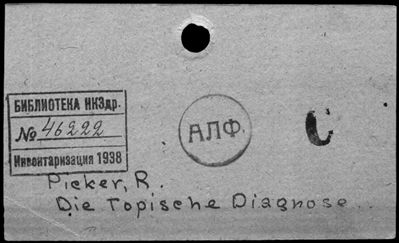 БИБЛИОТЕКА НКЗдр.
№ 46222
Инвентаризация 1938
АЛФ.
С
Picker, R.
Die Topische Diagnose..